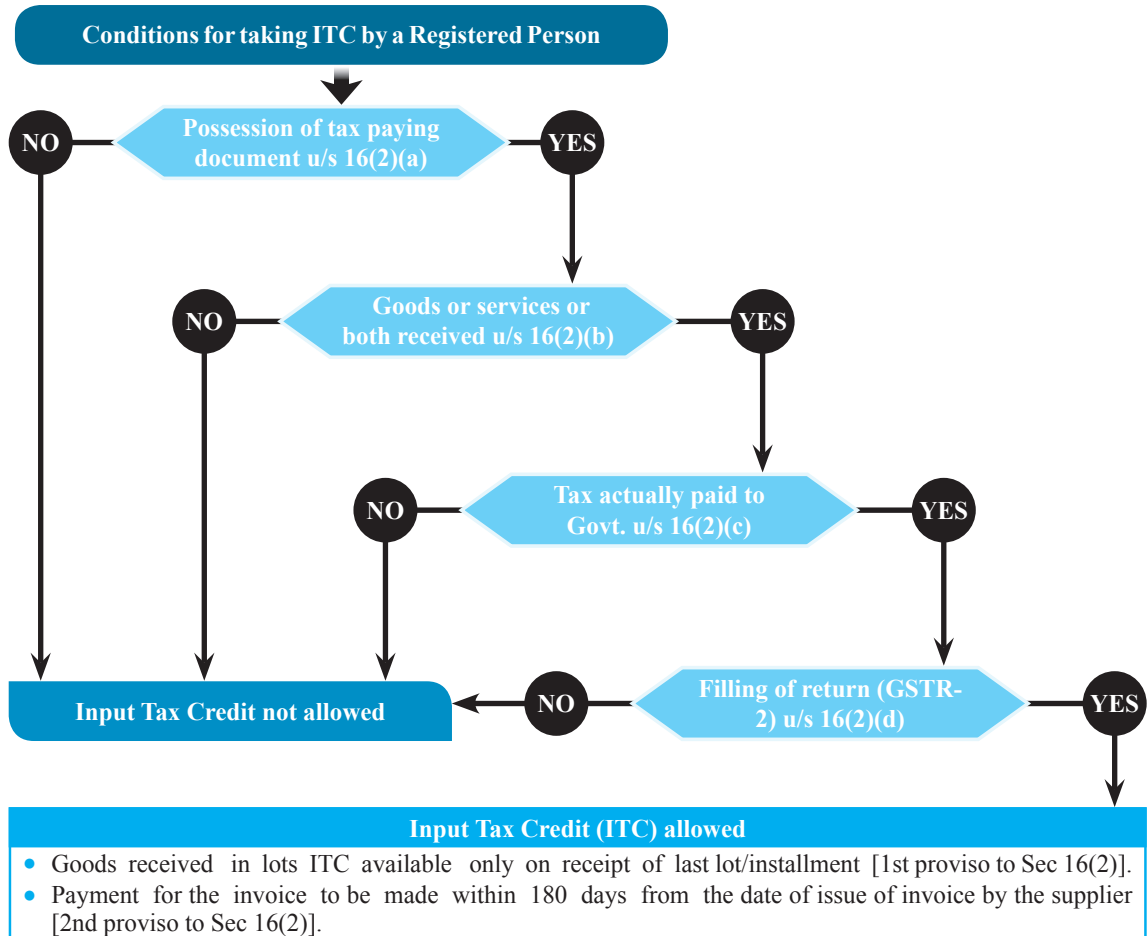 Conditions for taking ITC by a Registered Person
NO
Possession of tax paying
document u/s 16(2)(a)
YES
NO
Goods or services or
both received u/s 16(2)(b)
YES
NO
Tax actually paid to
Govt. u/s 16(2)(c)
YES
Input Tax Credit not allowed
NO
Filling of return (GSTR-
2) u/s 16(2)(d)
YES
Input Tax Credit (ITC) allowed
• Goods received in lots ITC available only on receipt of last lot/installment [1st proviso to Sec 16(2)].
• Payment for the invoice to be made within 180 days from the date of issue of invoice by the supplier
[2nd proviso to Sec 16(2)].